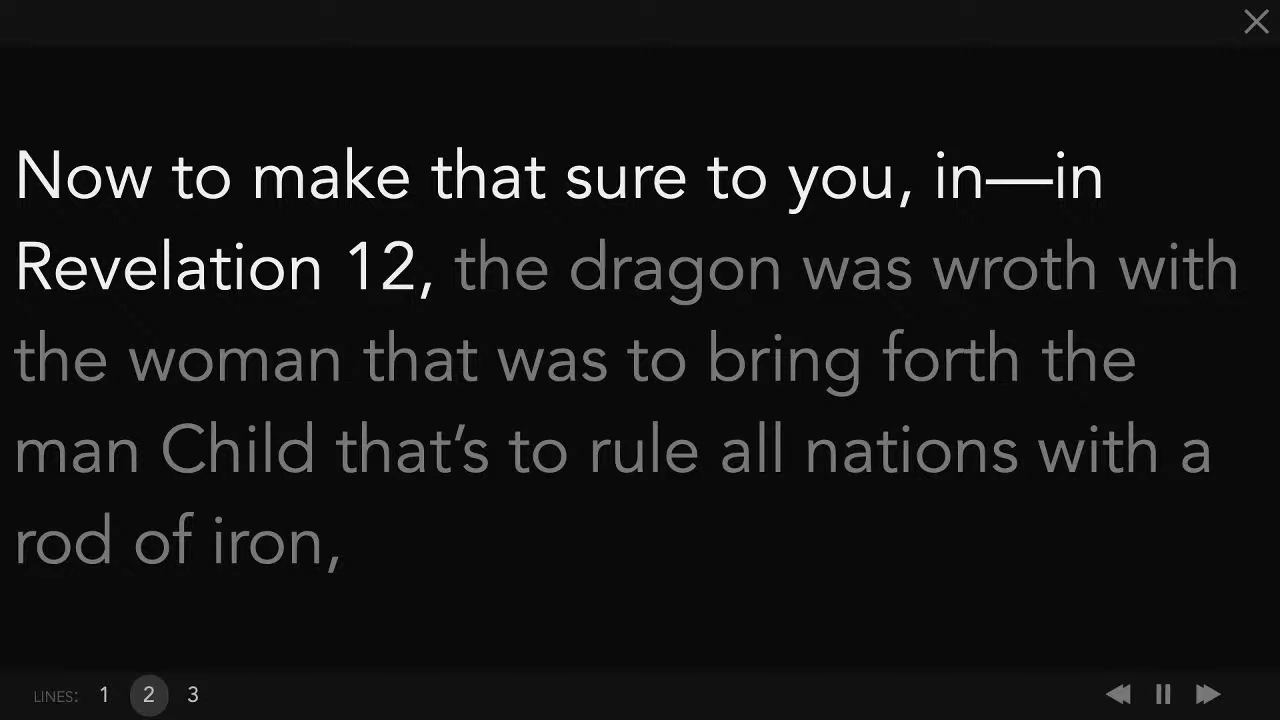 Now to make that sure to you, in—in
Revelation 12, the dragon was wroth with
the woman that was to bring forth the
man Child that’s to rule all nations with a
rod of iron,
LINES: 1 2 3